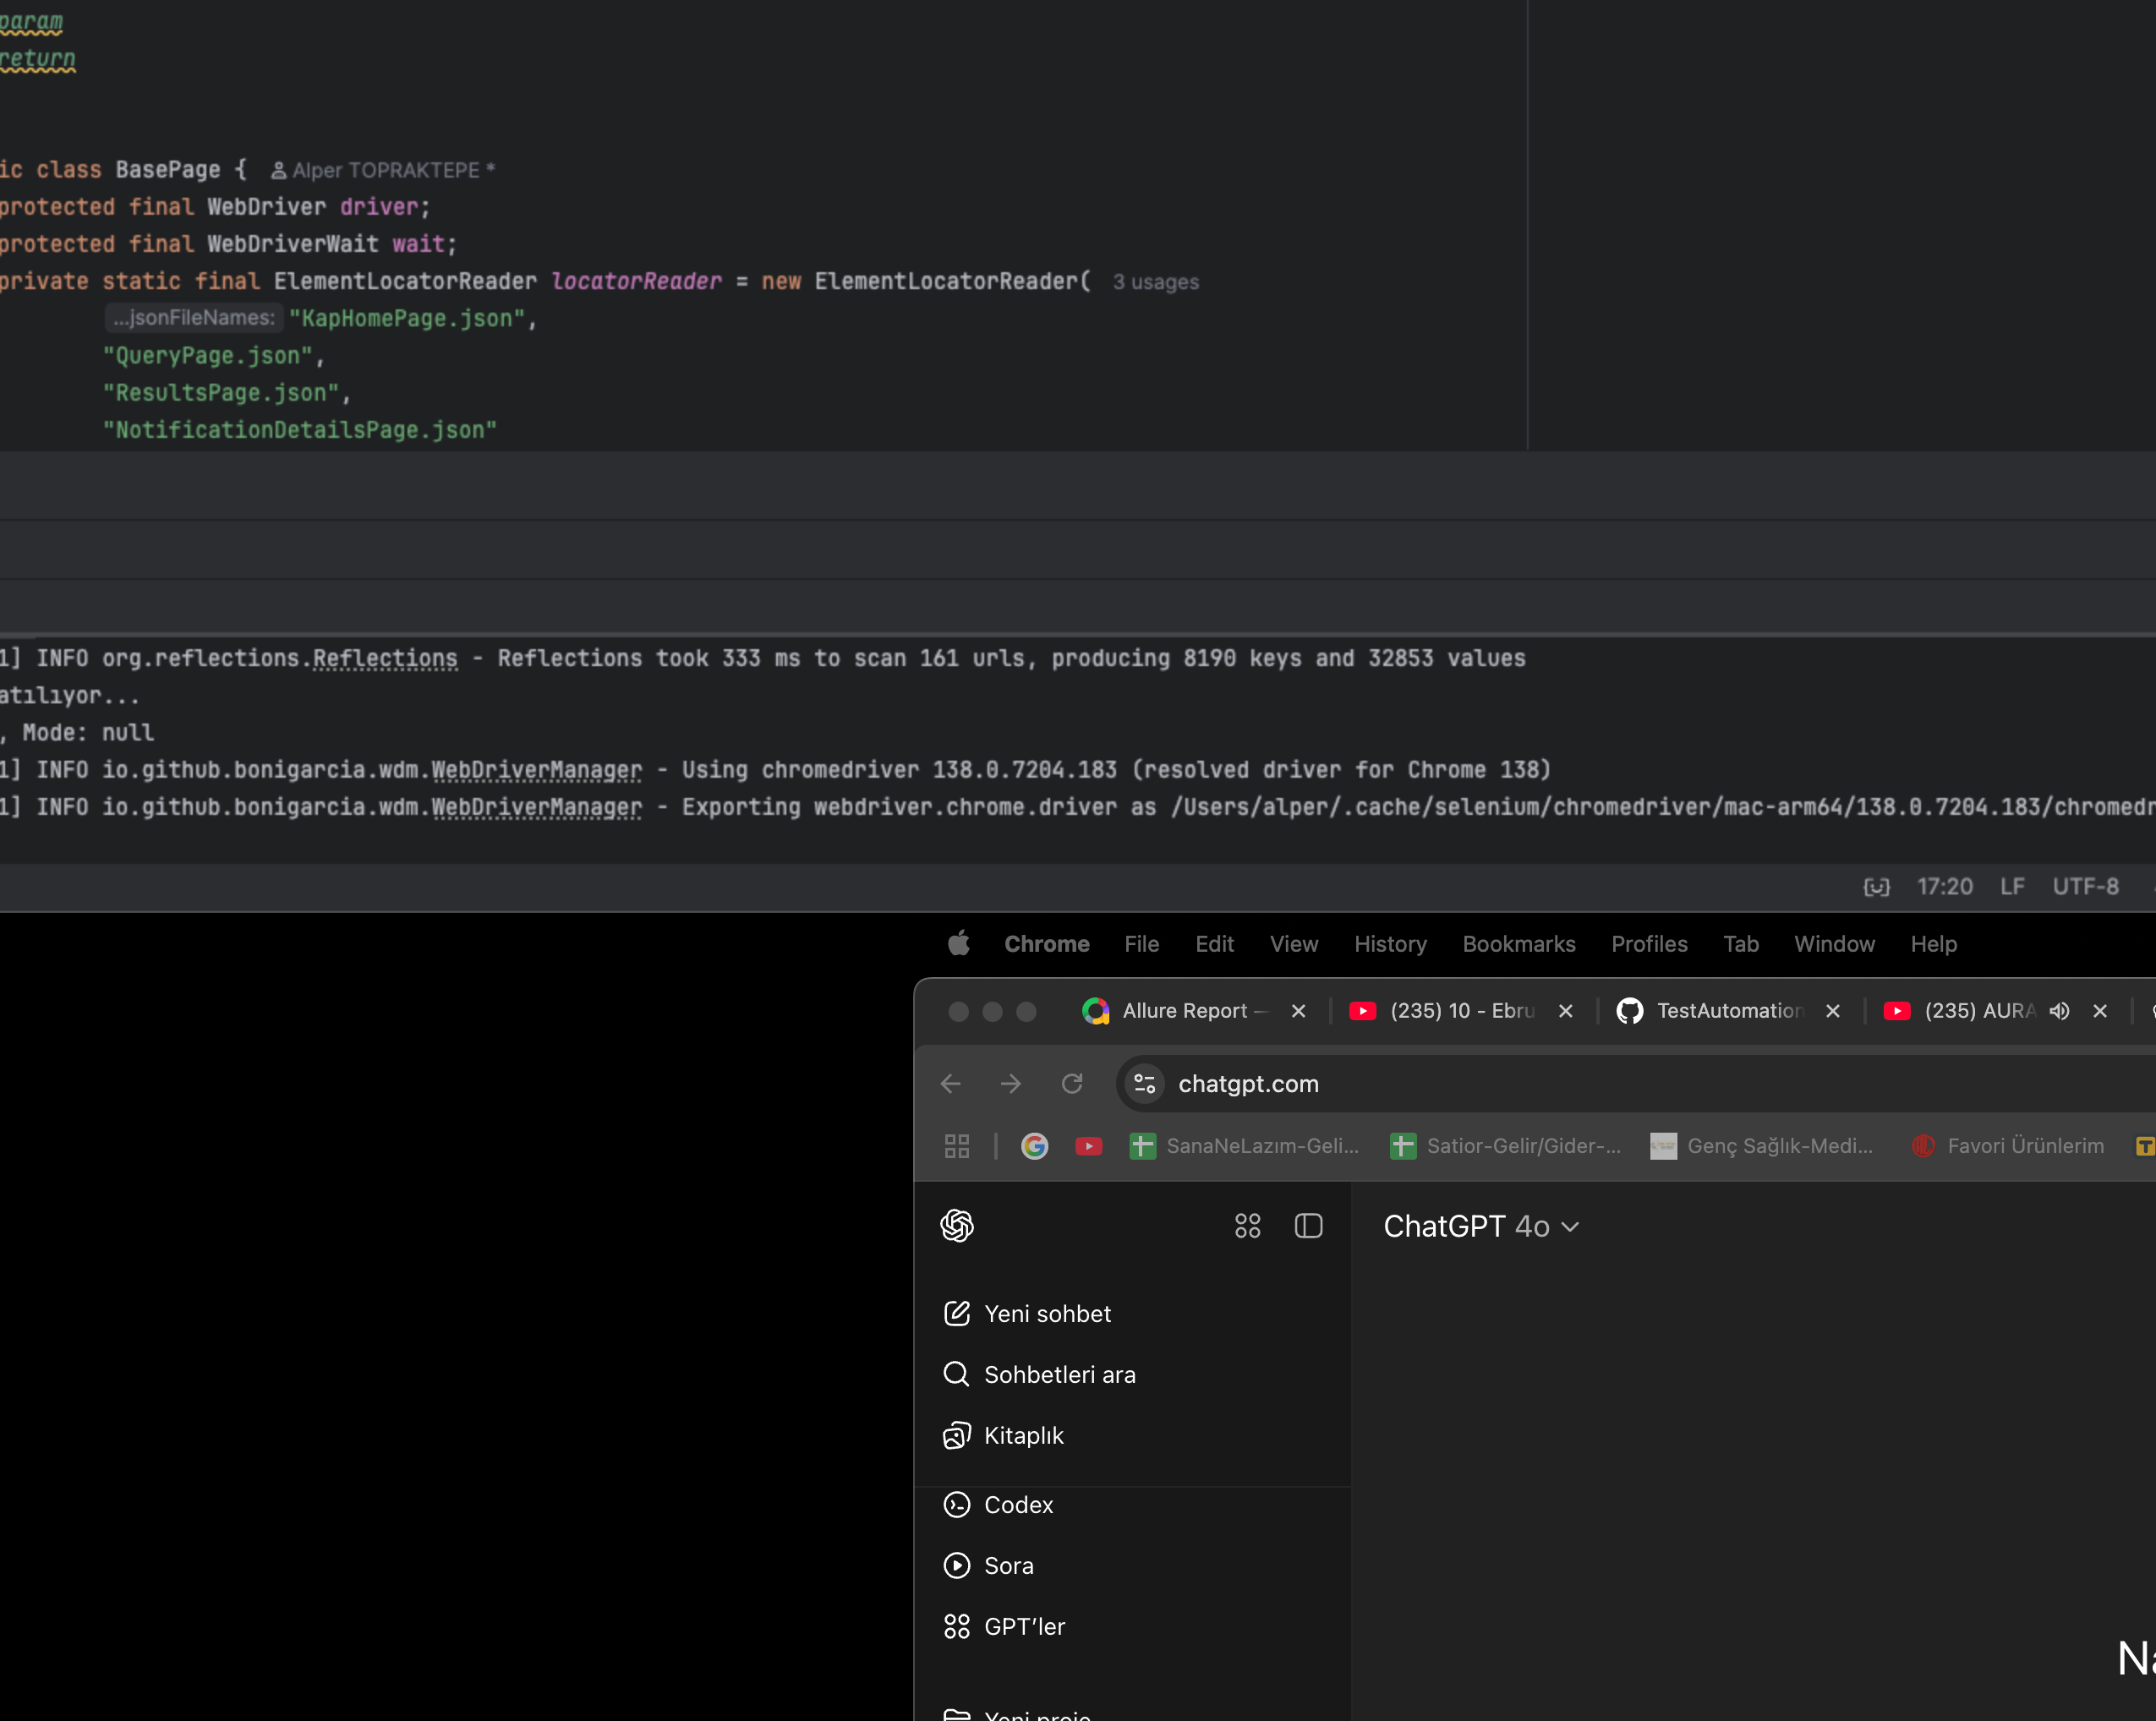 param
return
ic class BasePage { Alper TOPRAKTEPE *
protected final WebDriver driver;
protected final WebDriverWait wait;
private static final ElementLocatorReader locatorReader = new ElementLocatorReader( 3 usages
...jsonFileNames: "KapHomePage.json",
"QueryPage.json",
"ResultsPage.json",
"NotificationDetailsPage.json"
1] INFO org.reflections.Reflections - Reflections took 333 ms to scan 161 urls, producing 8190 keys and 32853 values
atılıyor...
, Mode: null
1] INFO io.github.bonigarcia.wdm.WebDriverManager - Using chromedriver 138.0.7204.183 (resolved driver for Chrome 138)
1] INFO io.github.bonigarcia.wdm.WebDriverManager - Exporting webdriver.chrome.driver as /Users/alper/.cache/selenium/chromedriver/mac-arm64/138.0.7204.183/chromedr
17:20 LF UTF-8
Chrome File Edit View History Bookmarks Profiles Tab Window Help
Allure Report — (235) 10 - Ebru TestAutomation (235) AURA
chatgpt.com
SanaNeLazım-Geli... Satior-Gelir/Gider-... Genç Sağlık-Medi... Favori Ürünlerim
ChatGPT 4o
Yeni sohbet
Sohbetleri ara
Kitaplık
Codex
Sora
GPT'ler
Na
Yeni proje